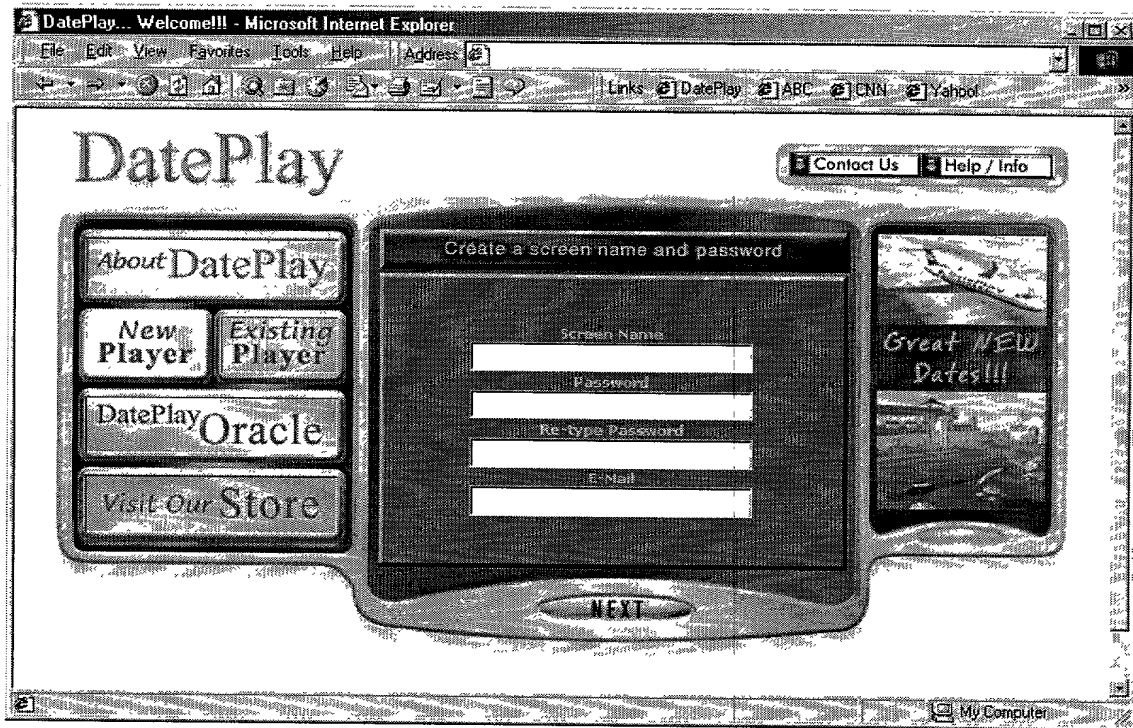 DatePlay... Welcome!!! - Microsoft Internet Explorer
File Edit View Favorites Tools Help Address
Links DatePlay ABC CNN Yahoo! »
DatePlay
Contact Us Help / Info
About DatePlay
New Player
Existing Player
DatePlay Oracle
Visit Our Store
Create a screen name and password
Screen Name
Password
Re-type Password
E-Mail
NEXT
Great NEW
Dates!!!
My Computer